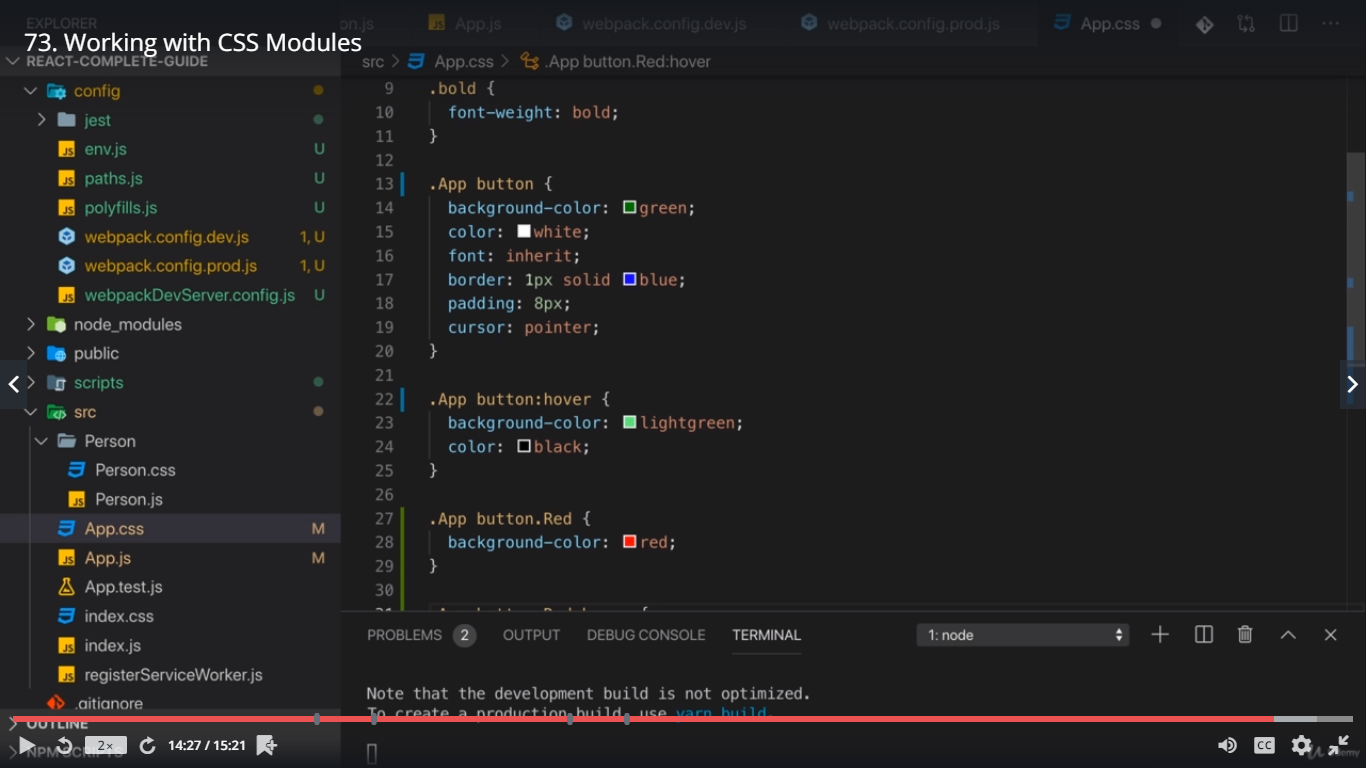 EXPLORER
73. Working with CSS Modules
on.js
App.js
webpack.config.dev.js
webpack.config.prod.js
App.css
REACT-COMPLETE-GUIDE
src > App.css > .App button.Red:hover
config
jest
env.js U
paths.js U
polyfills.js U
webpack.config.dev.js 1, U
webpack.config.prod.js 1, U
webpackDevServer.config.js U
node_modules
public
scripts
src
Person
Person.css
Person.js
App.css M
App.js M
App.test.js
index.css
index.js
registerServiceWorker.js
.gitignore
OUTLINE
NPM SCRIPTS
9 .bold {
10 font-weight: bold;
11 }
12
13 .App button {
14 background-color: green;
15 color: white;
16 font: inherit;
17 border: 1px solid blue;
18 padding: 8px;
19 cursor: pointer;
20 }
21
22 .App button:hover {
23 background-color: lightgreen;
24 color: black;
25 }
26
27 .App button.Red {
28 background-color: red;
29 }
30
PROBLEMS 2 OUTPUT DEBUG CONSOLE TERMINAL 1: node
Note that the development build is not optimized.
To create a production build, use yarn build.
2x 14:27 / 15:21 CC